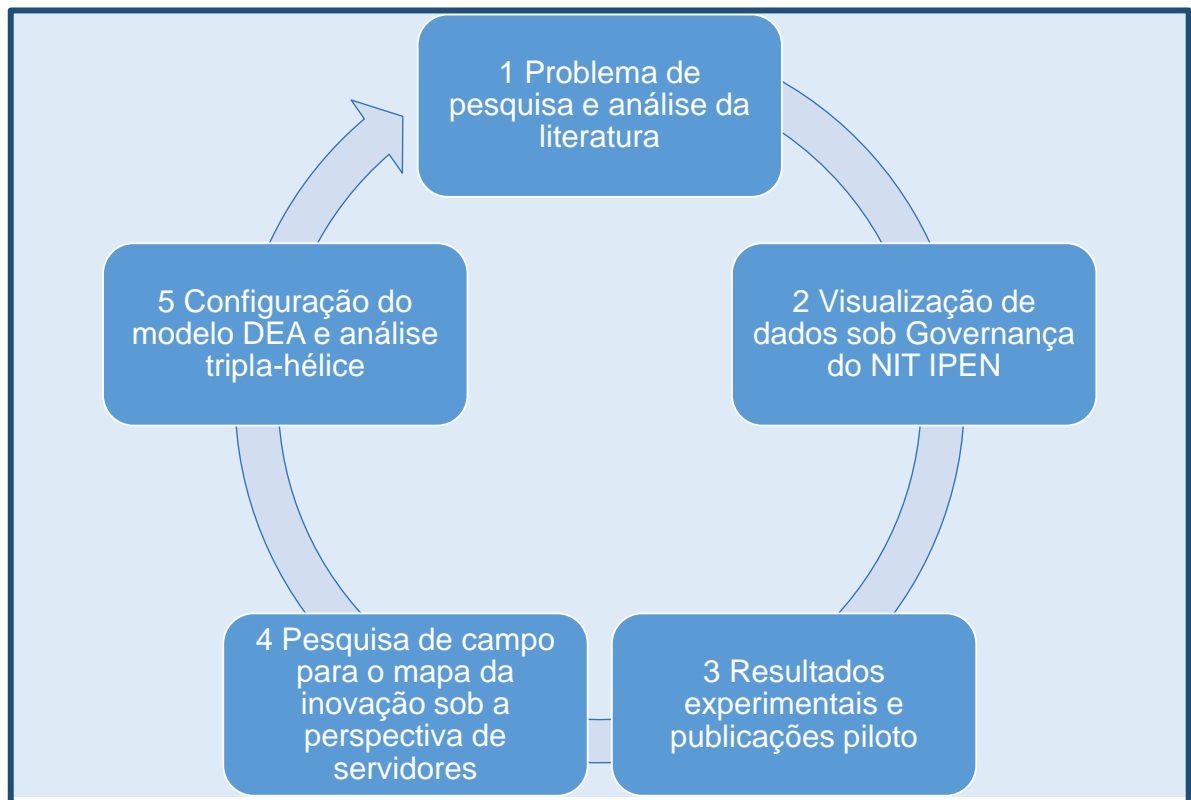 1 Problema de
pesquisa e análise da
literatura
2 Visualização de
dados sob Governança
do NIT IPEN
3 Resultados
experimentais e
publicações piloto
4 Pesquisa de campo
para o mapa da
inovação sob a
perspectiva de
servidores
5 Configuração do
modelo DEA e análise
tripla-hélice